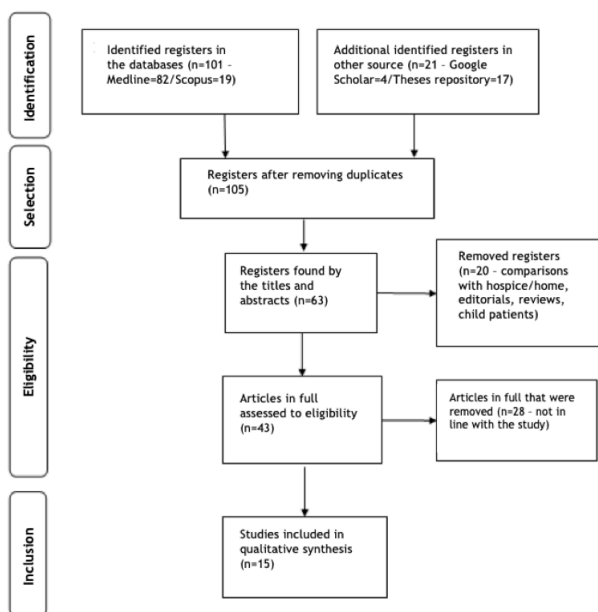 Identification
Identified registers in
the databases (n=101 –
Medline=82/Scopus=19)
Additional identified registers in
other source (n=21 – Google
Scholar=4/Theses repository=17)
Selection
Registers after removing duplicates
(n=105)
Eligibility
Registers found by
the titles and
abstracts (n=63)
Removed registers
(n=20 – comparisons
with hospice/home,
editorials, reviews,
child patients)
Articles in full
assessed to eligibility
(n=43)
Articles in full that were
removed (n=28 – not in
line with the study)
Inclusion
Studies included in
qualitative synthesis
(n=15)